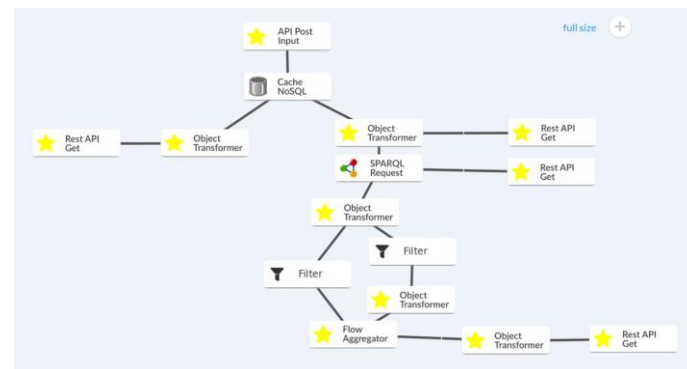 API Post
Input
full size
Cache
NoSQL
Rest API
Get
Object
Transformer
Object
Transformer
Rest API
Get
SPARQL
Request
Rest API
Get
Object
Transformer
Filter
Filter
Object
Transformer
Flow
Aggregator
Object
Transformer
Rest API
Get